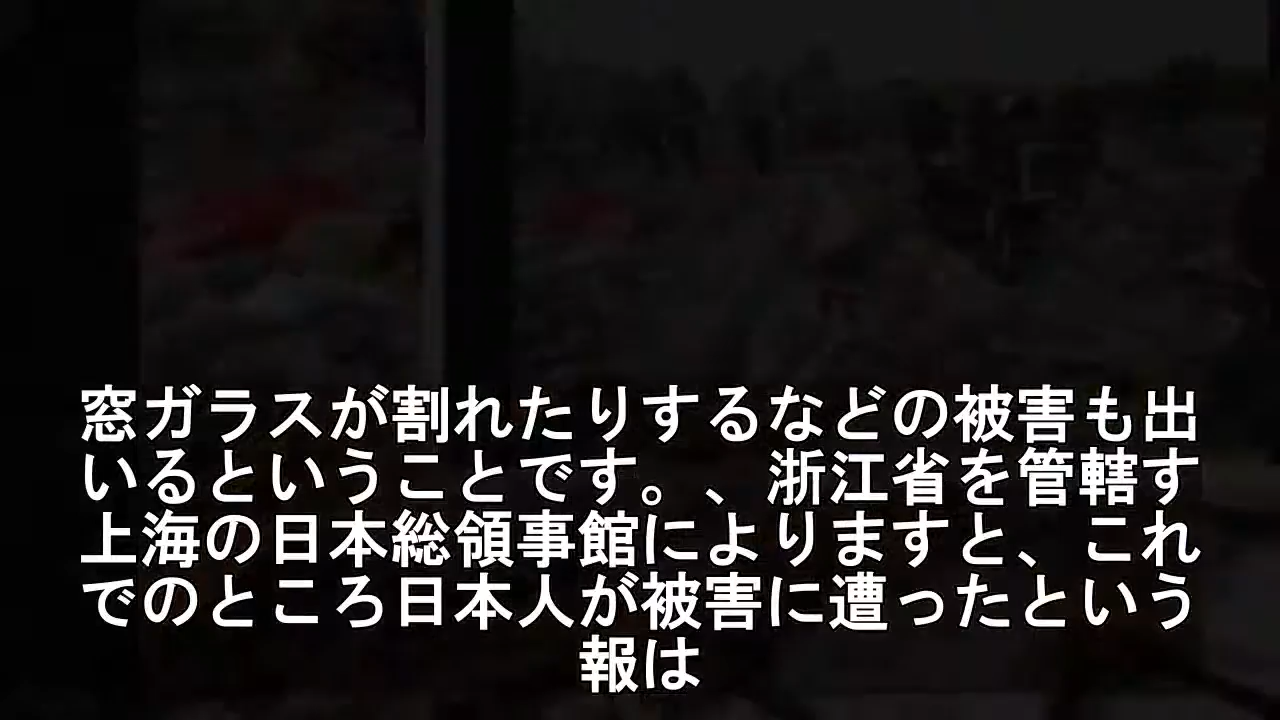 窓ガラスが割れたりするなどの被害も出
いるということです。、浙江省を管轄す
上海の日本総領事館によりますと、これ
でのところ日本人が被害に遭ったという
報は